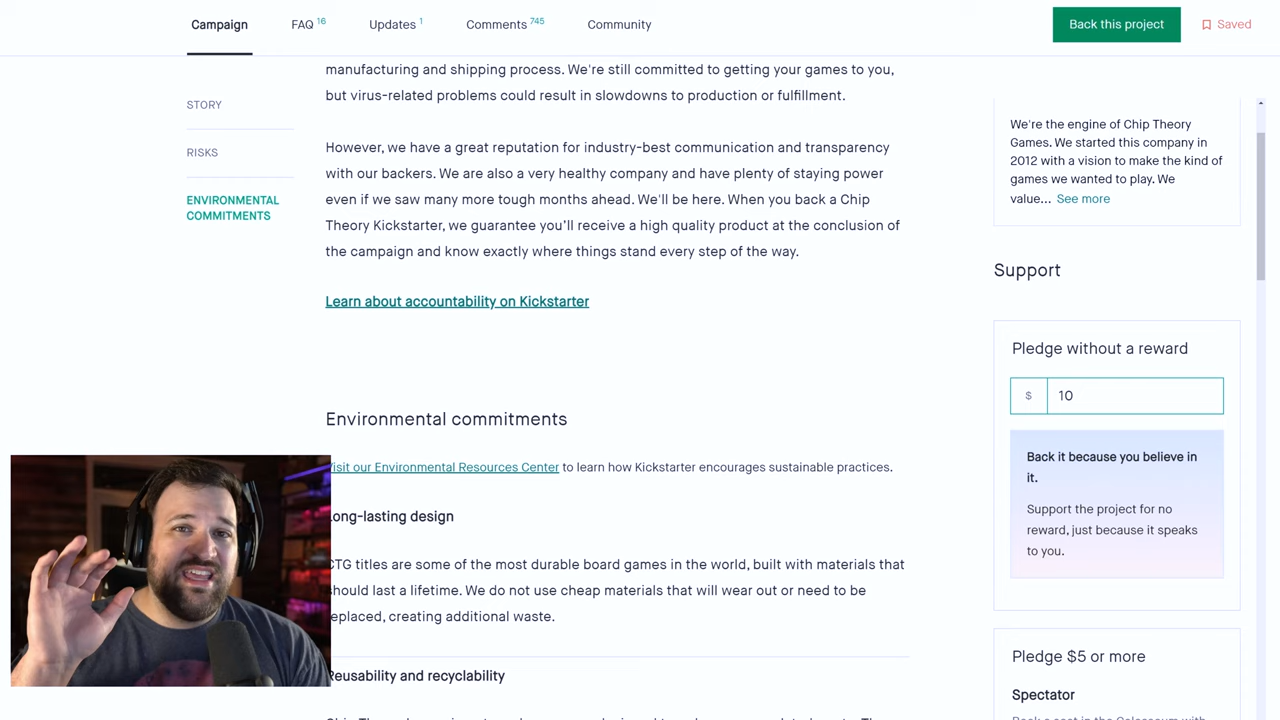 Campaign
FAQ 16
Updates 1
Comments 745
Community
Back this project
Saved
STORY
RISKS
ENVIRONMENTAL
COMMITMENTS
manufacturing and shipping process. We're still committed to getting your games to you,
but virus-related problems could result in slowdowns to production or fulfillment.
However, we have a great reputation for industry-best communication and transparency
with our backers. We are also a very healthy company and have plenty of staying power
even if we saw many more tough months ahead. We'll be here. When you back a Chip
Theory Kickstarter, we guarantee you'll receive a high quality product at the conclusion of
the campaign and know exactly where things stand every step of the way.
Learn about accountability on Kickstarter
Environmental commitments
Visit our Environmental Resources Center to learn how Kickstarter encourages sustainable practices.
Long-lasting design
CTG titles are some of the most durable board games in the world, built with materials that
should last a lifetime. We do not use cheap materials that will wear out or need to be
replaced, creating additional waste.
Reusability and recyclability
We're the engine of Chip Theory
Games. We started this company in
2012 with a vision to make the kind of
games we wanted to play. We
value... See more
Support
Pledge without a reward
$ 10
Back it because you believe in
it.
Support the project for no
reward, just because it speaks
to you.
Pledge $5 or more
Spectator